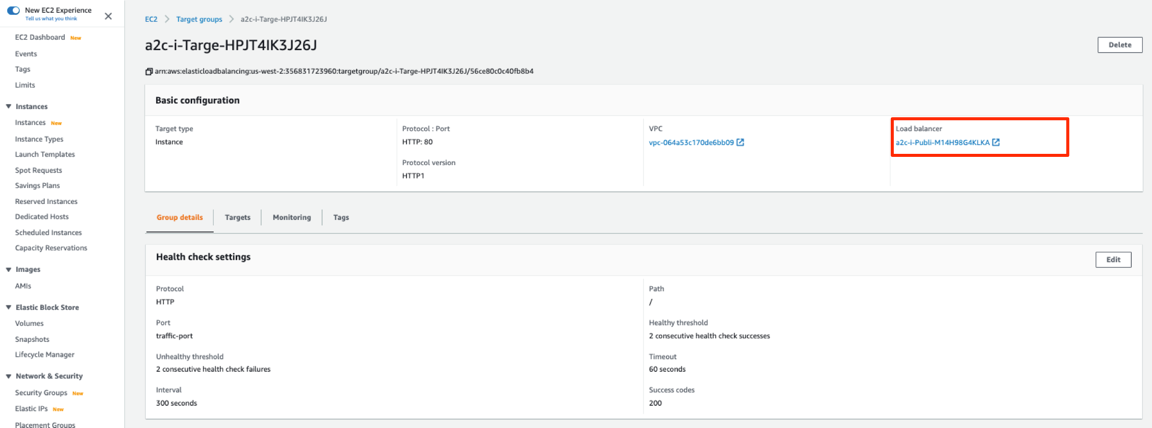 New EC2 Experience
Tell us what you think
EC2 Dashboard New
Events
Tags
Limits
Instances
Instances New
Instance Types
Launch Templates
Spot Requests
Savings Plans
Reserved Instances
Dedicated Hosts
Scheduled Instances
Capacity Reservations
Images
AMIs
Elastic Block Store
Volumes
Snapshots
Lifecycle Manager
Network & Security
Security Groups New
Elastic IPs New
Placement Groups
EC2 > Target groups > a2c-i-Targe-HPJT4IK3J26J
a2c-i-Targe-HPJT4IK3J26J
Delete
arn:aws:elasticloadbalancing:us-west-2:356831723960:targetgroup/a2c-i-Targe-HPJT4IK3J26J/56ce80c0c40fb8b4
Basic configuration
Target type
Instance
Protocol : Port
HTTP: 80
Protocol version
HTTP1
VPC
vpc-064a53c170de6bb09
Load balancer
a2c-i-Publi-M14H98G4KLKA
Group details
Targets
Monitoring
Tags
Health check settings
Edit
Protocol
HTTP
Path
/
Port
traffic-port
Healthy threshold
2 consecutive health check successes
Unhealthy threshold
2 consecutive health check failures
Timeout
60 seconds
Interval
300 seconds
Success codes
200